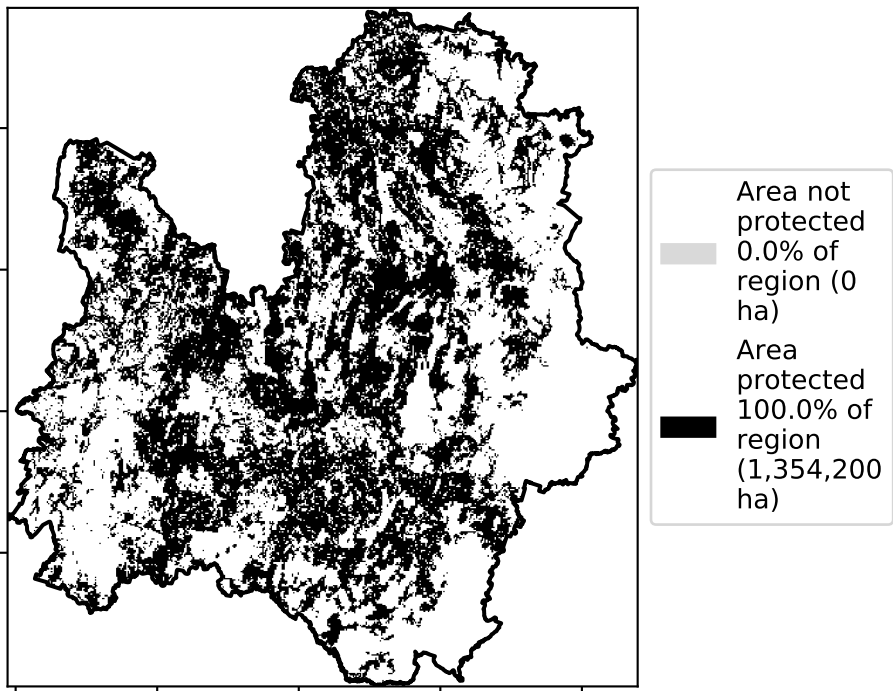 Area not
protected
0.0% of
region (0
ha)
Area
protected
100.0% of
region
(1,354,200
ha)